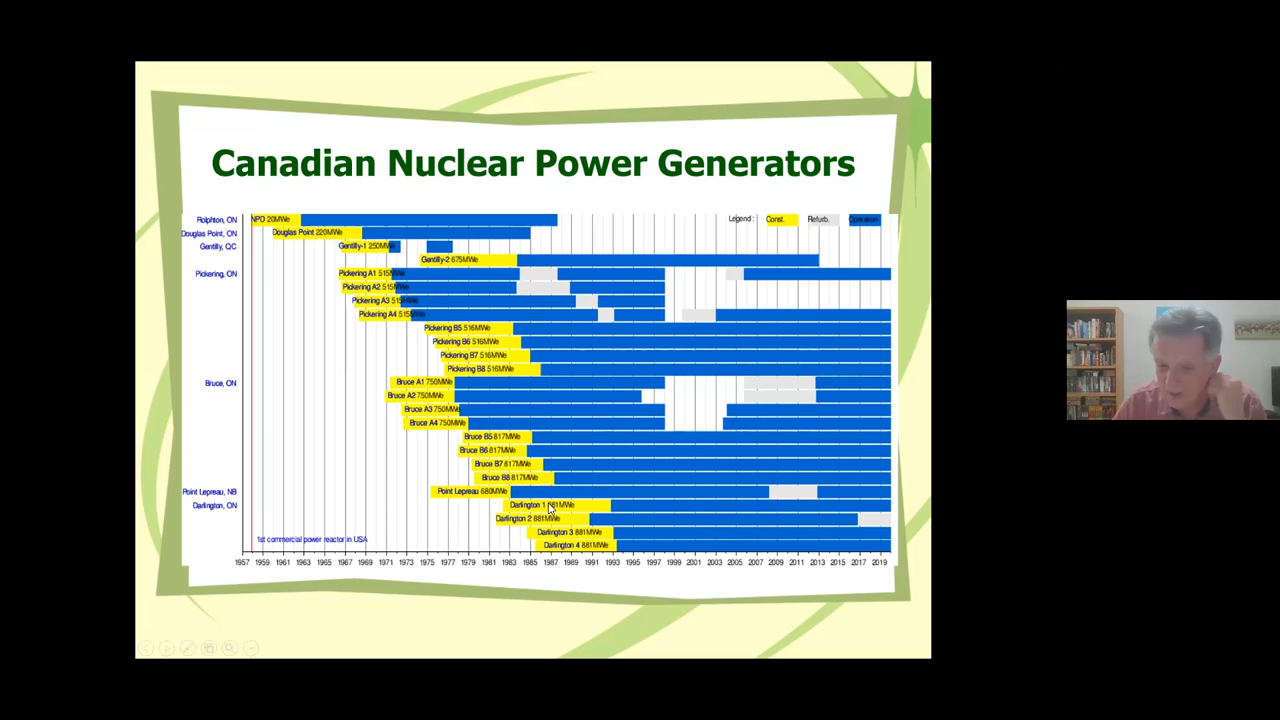 Canadian Nuclear Power Generators
Rolphton, ON NPD 20MWe Legend : Const. Refurb. Operation
Douglas Point, ON Douglas Point 220MWe
Gentilly, QC Gentilly-1 250MWe
Gentilly-2 675MWe
Pickering, ON Pickering A1 515MWe
Pickering A2 515MWe
Pickering A3 515MWe
Pickering A4 515MWe
Pickering B5 516MWe
Pickering B6 516MWe
Pickering B7 516MWe
Pickering B8 516MWe
Bruce, ON Bruce A1 750MWe
Bruce A2 750MWe
Bruce A3 750MWe
Bruce A4 750MWe
Bruce B5 817MWe
Bruce B6 817MWe
Bruce B7 817MWe
Bruce B8 817MWe
Point Lepreau, NB Point Lepreau 680MWe
Darlington, ON Darlington 1 881MWe
Darlington 2 881MWe
Darlington 3 881MWe
1st commercial power reactor in USA Darlington 4 881MWe
1957 1959 1961 1963 1965 1967 1969 1971 1973 1975 1977 1979 1981 1983 1985 1987 1989 1991 1993 1995 1997 1999 2001 2003 2005 2007 2009 2011 2013 2015 2017 2019